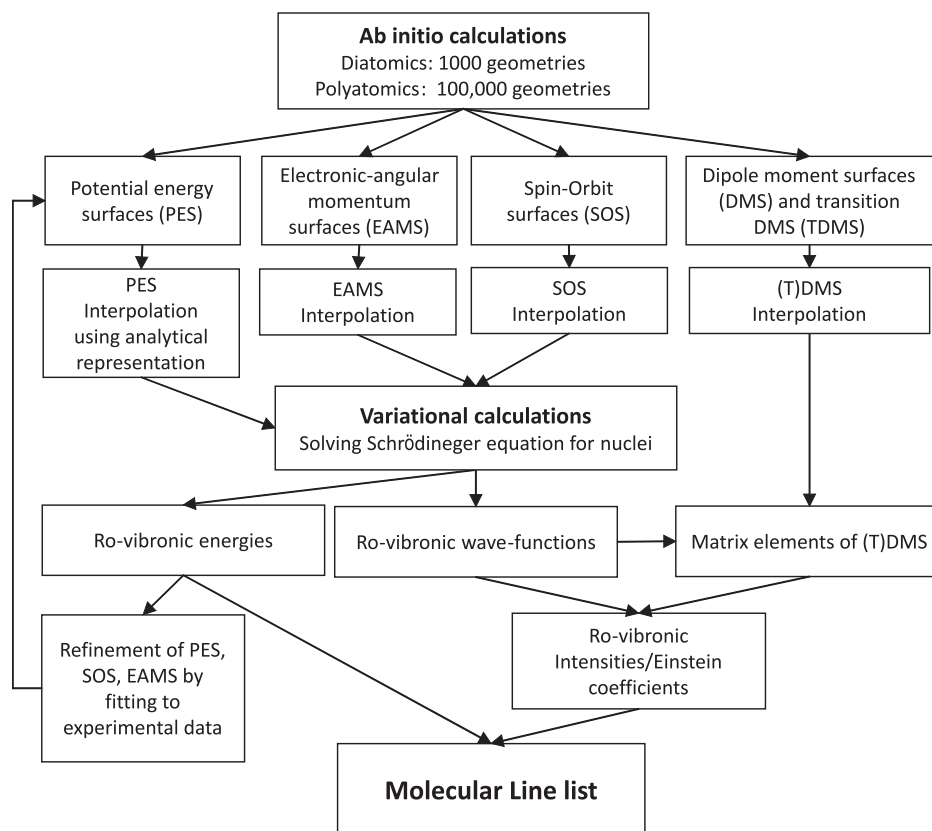 Ab initio calculations
Diatomics: 1000 geometries
Polyatomics: 100,000 geometries
Potential energy
surfaces (PES)
Electronic-angular
momentum
surfaces (EAMS)
Spin-Orbit
surfaces (SOS)
Dipole moment surfaces
(DMS) and transition
DMS (TDMS)
PES
Interpolation
using analytical
representation
EAMS
Interpolation
SOS
Interpolation
(T)DMS
Interpolation
Variational calculations
Solving Schrödineger equation for nuclei
Ro-vibronic energies
Ro-vibronic wave-functions
Matrix elements of (T)DMS
Refinement of PES,
SOS, EAMS by
fitting to
experimental data
Ro-vibronic
Intensities/Einstein
coefficients
Molecular Line list